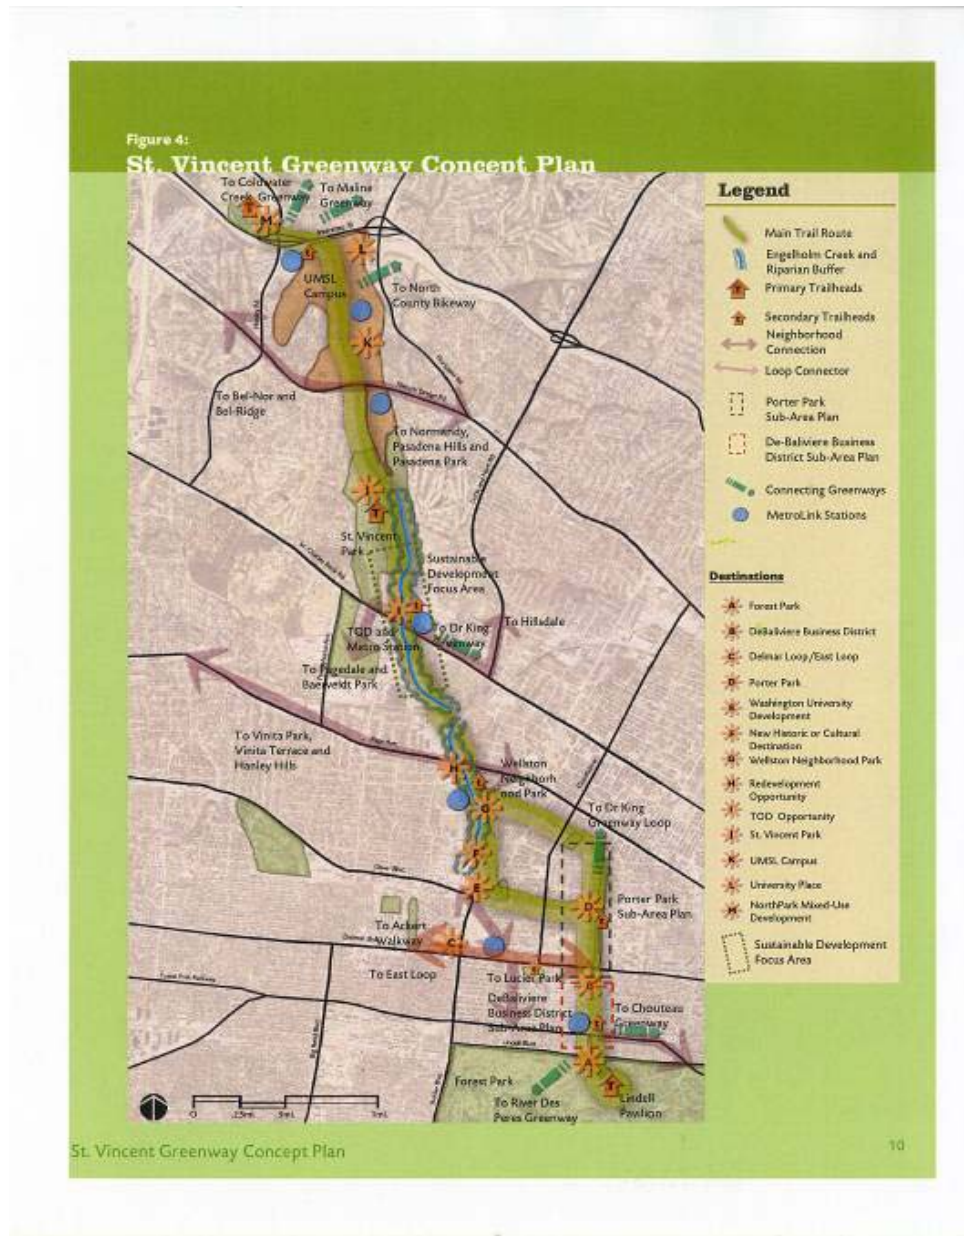 Figure 4:
St. Vincent Greenway Concept Plan
To Coldwater
Creek Greenway
To Maline
Greenway
T
M
L
UMSL
Campus
To North
County Bikeway
K
To Bel-Nor and
Bel-Ridge
To Normandy,
Pasadena Hills and
Pasadena Park
J
T
St. Vincent
Park
Sustainable
Development
Focus Area
TOD and
Metro Station
To Dr King
Greenway
To Hillsdale
To Pagedale and
Baerveldt Park
To Vinita Park,
Vinita Terrace and
Hanley Hills
H
Wellston
Neighborh
ood Park
G
To Dr King
Greenway Loop
F
E
D
Porter Park
Sub-Area Plan
To Ackert
Walkway
C
To East Loop
To Lucier Park
B
DeBaliviere
Business District
Sub-Area Plan
To Chouteau
Greenway
Forest Park
A
T
To River Des
Peres Greenway
Lindell
Pavilion
0 .25mi. .5mi. 1mi.
Legend
Main Trail Route
Engelholm Creek and
Riparian Buffer
T
Primary Trailheads
Secondary Trailheads
Neighborhood
Connection
Loop Connector
Porter Park
Sub-Area Plan
De-Baliviere Business
District Sub-Area Plan
Connecting Greenways
MetroLink Stations
Destinations
A Forest Park
B DeBaliviere Business District
C Delmar Loop/East Loop
D Porter Park
E Washington University
Development
F New Historic or Cultural
Destination
G Wellston Neighborhood Park
H Redevelopment
Opportunity
I TOD Opportunity
J St. Vincent Park
K UMSL Campus
L University Place
M NorthPark Mixed-Use
Development
Sustainable Development
Focus Area
St. Vincent Greenway Concept Plan
10